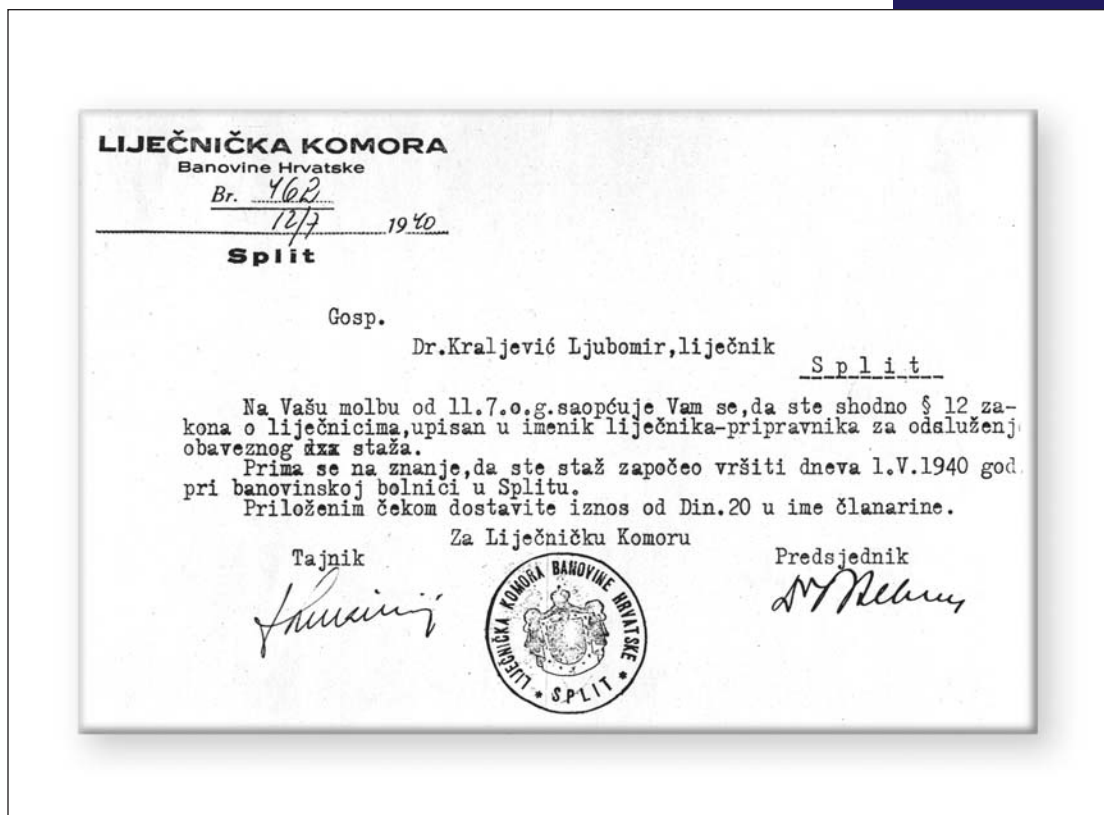 LIJEČNIČKA KOMORA
Banovine Hrvatske
Br. 462
12/7 1940
Split
Gosp.
Dr.Kraljević Ljubomir,liječnik
S p l i t
Na Vašu molbu od 11.7.o.g.saopćuje Vam se,da ste shodno § 12 za-
kona o liječnicima,upisan u imenik liječnika-pripravnika za odsluženj
obaveznog dxx staža.
Prima se na znanje,da ste staž započeo vršiti dneva 1.V.1940 god.
pri banovinskoj bolnici u Splitu.
Priloženim čekom dostavite iznos od Din.20 u ime članarine.
Za Liječničku Komoru
Tajnik
Predsjednik
Dr
LIJEČNIČKA KOMORA BANOVINE HRVATSKE
* SPLIT *